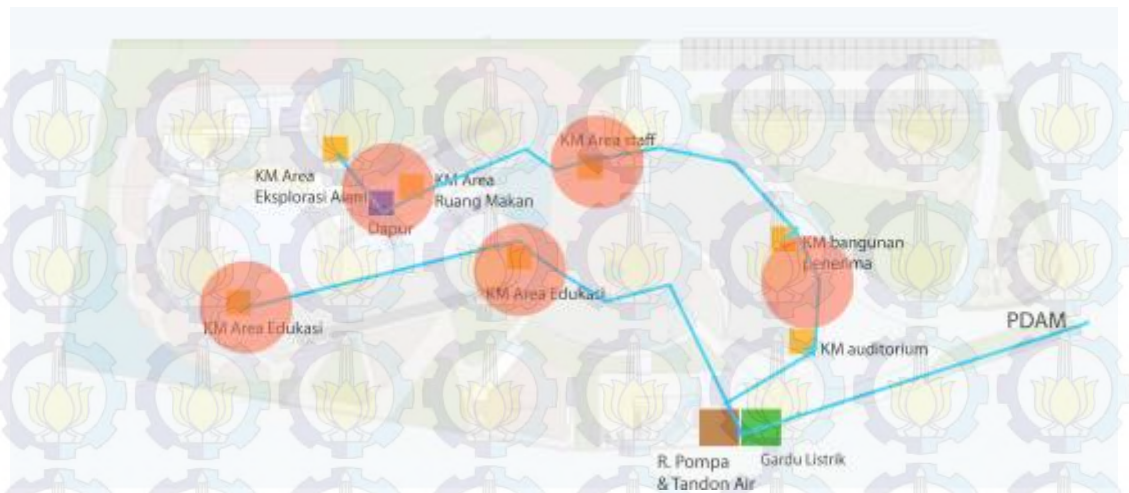 KM Area staff
KM Area
Eksplorasi Alam
KM Area
Ruang Makan
Dapur
KM bangunan
penerima
KM Area Edukasi
KM Area Edukasi
PDAM
KM auditorium
R. Pompa
& Tandon Air
Gardu Listrik